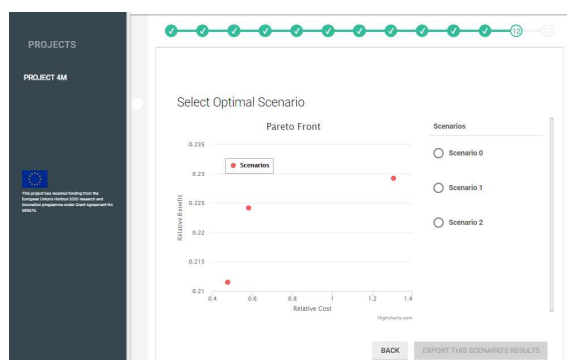 PROJECTS
PROJECT 4M
This project has received funding from the
European Union's Horizon 2020 research and
innovation programme under Grant Agreement No
12
13
Select Optimal Scenario
Pareto Front
Scenarios
0.235
0.23
0.225
0.22
0.215
0.21
Relative Benefit
0.4 0.6 0.8 1 1.2 1.4
Relative Cost
Highcharts.com
Scenarios
Scenario 0
Scenario 1
Scenario 2
BACK
EXPORT THIS SCENARIO'S RESULTS